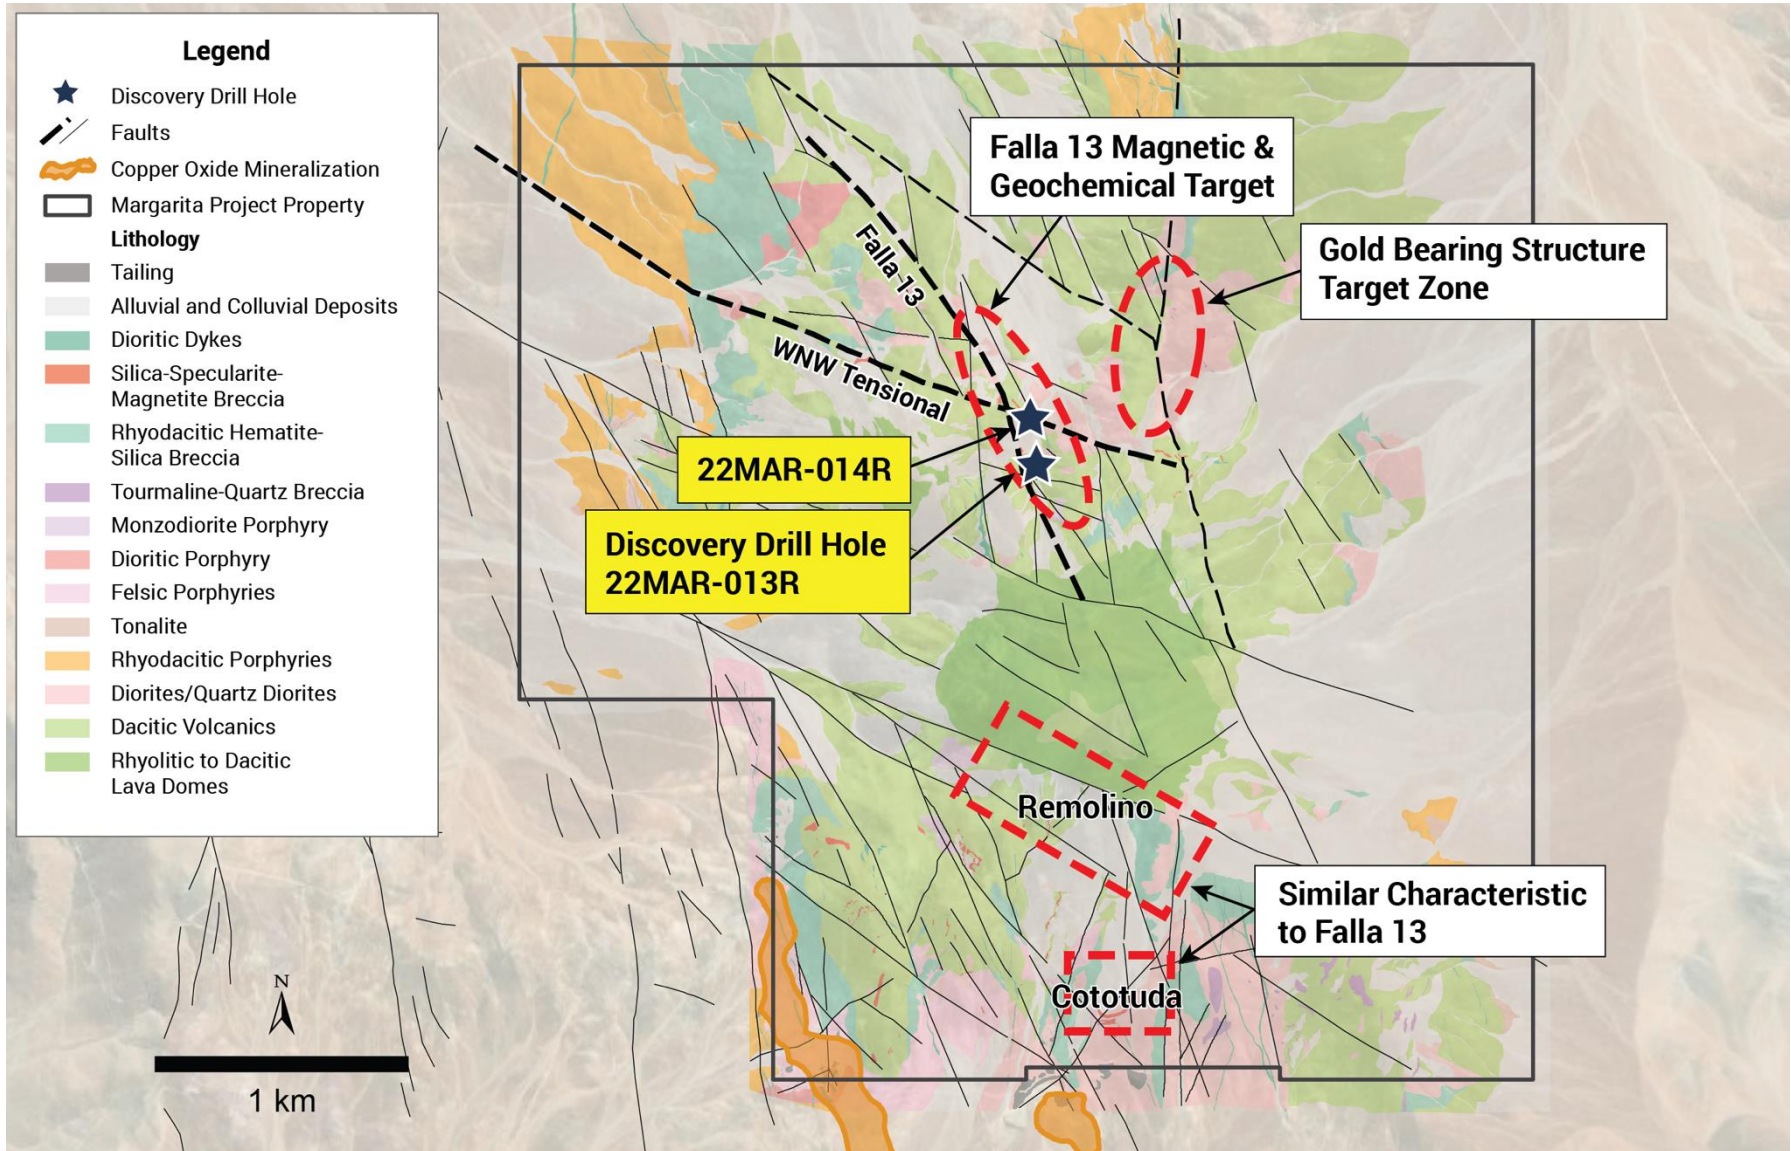 Legend
Discovery Drill Hole
Faults
Copper Oxide Mineralization
Margarita Project Property
Lithology
Tailing
Alluvial and Colluvial Deposits
Dioritic Dykes
Silica-Specularite-
Magnetite Breccia
Rhyodacitic Hematite-
Silica Breccia
Tourmaline-Quartz Breccia
Monzodiorite Porphyry
Dioritic Porphyry
Felsic Porphyries
Tonalite
Rhyodacitic Porphyries
Diorites/Quartz Diorites
Dacitic Volcanics
Rhyolitic to Dacitic
Lava Domes
N
1 km
Falla 13 Magnetic &
Geochemical Target
Gold Bearing Structure
Target Zone
Falla 13
WNW Tensional
22MAR-014R
Discovery Drill Hole
22MAR-013R
Remolino
Similar Characteristic
to Falla 13
Cototuda